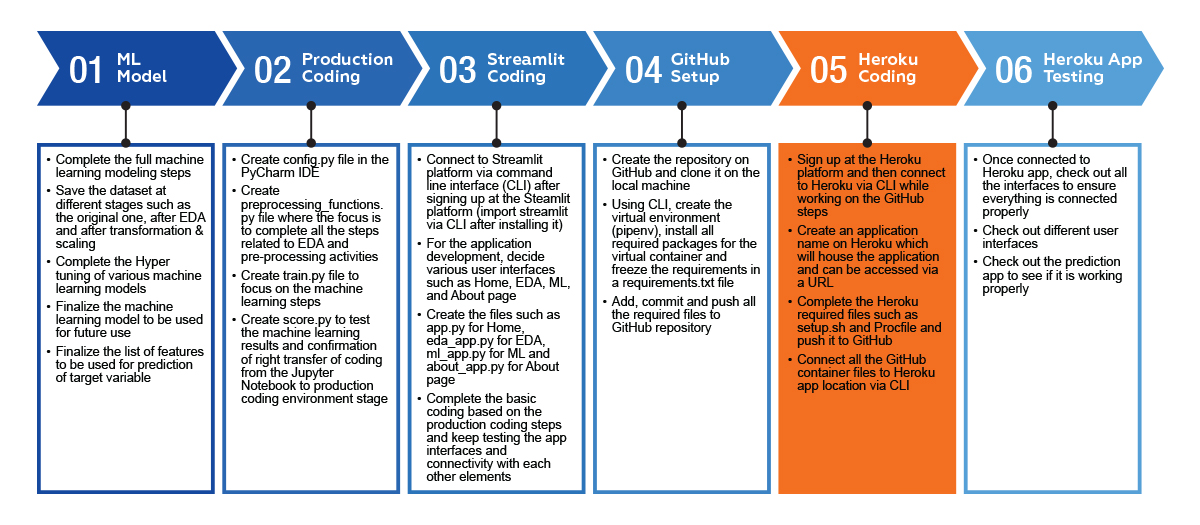 01 ML
Model
02 Production
Coding
03 Streamlit
Coding
04 GitHub
Setup
05 Heroku
Coding
06 Heroku App
Testing
• Complete the full machine
learning modeling steps
• Save the dataset at
different stages such as
the original one, after EDA
and after transformation &
scaling
• Complete the Hyper
tuning of various machine
learning models
• Finalize the machine
learning model to be used
for future use
• Finalize the list of features
to be used for prediction
of target variable
• Create config.py file in the
PyCharm IDE
• Create
preprocessing_functions.
py file where the focus is
to complete all the steps
related to EDA and
pre-processing activities
• Create train.py file to
focus on the machine
learning steps
• Create score.py to test
the machine learning
results and confirmation
of right transfer of coding
from the Jupyter
Notebook to production
coding environment stage
• Connect to Streamlit
platform via command
line interface (CLI) after
signing up at the Steamlit
platform (import streamlit
via CLI after installing it)
• For the application
development, decide
various user interfaces
such as Home, EDA, ML,
and About page
• Create the files such as
app.py for Home,
eda_app.py for EDA,
ml_app.py for ML and
about_app.py for About
page
• Complete the basic
coding based on the
production coding steps
and keep testing the app
interfaces and
connectivity with each
other elements
• Create the repository on
GitHub and clone it on the
local machine
• Using CLI, create the
virtual environment
(pipenv), install all
required packages for the
virtual container and
freeze the requirements in
a requirements.txt file
• Add, commit and push all
the required files to
GitHub repository
• Sign up at the Heroku
platform and then connect
to Heroku via CLI while
working on the GitHub
steps
• Create an application
name on Heroku which
will house the application
and can be accessed via
a URL
• Complete the Heroku
required files such as
setup.sh and Procfile and
push it to GitHub
• Connect all the GitHub
container files to Heroku
app location via CLI
• Once connected to
Heroku app, check out all
the interfaces to ensure
everything is connected
properly
• Check out different user
interfaces
• Check out the prediction
app to see if it is working
properly